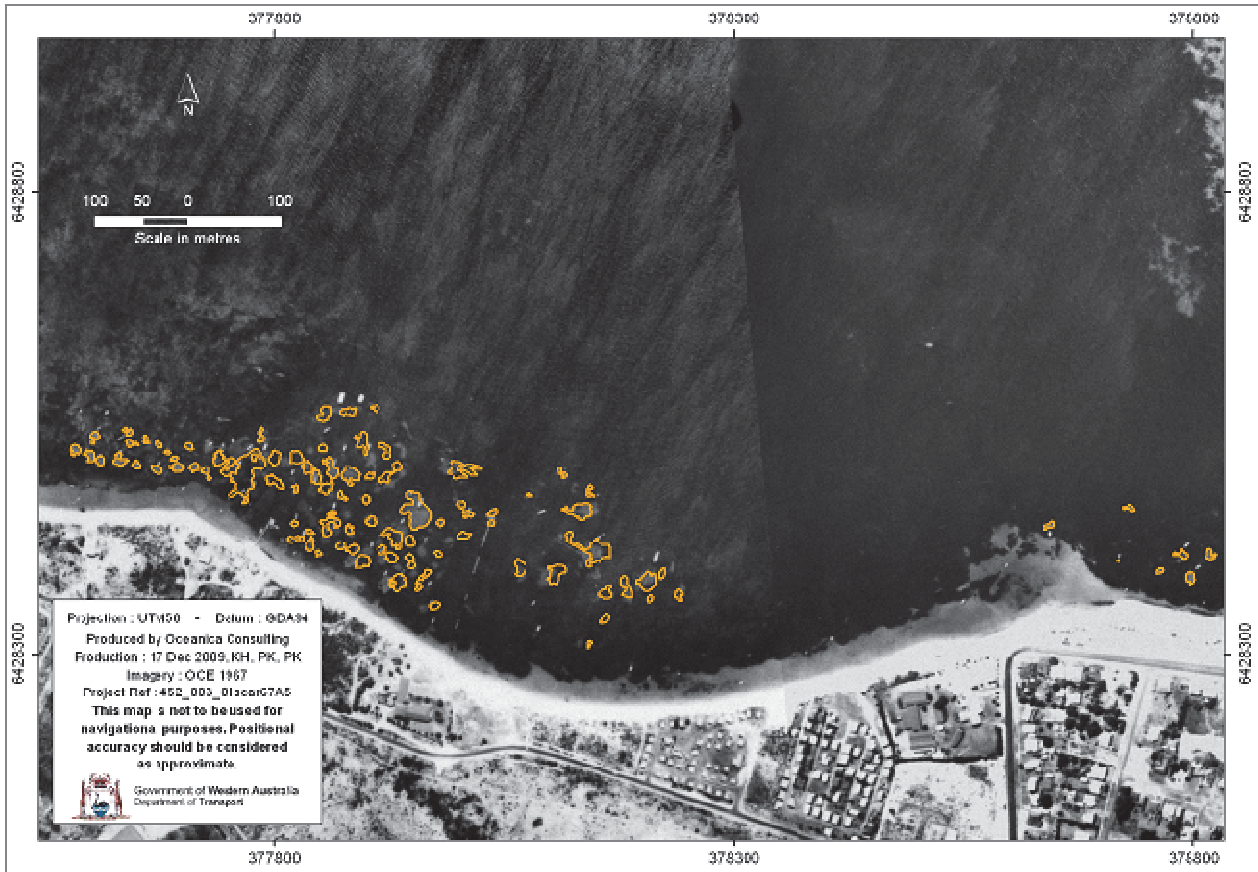 377800
378300
378800
N
6428800
6428800
100 50 0 100
Scale in metres
Projection : UTM50 - Datum : GDA94
Produced by Oceanica Consulting
Production : 17 Dec 2009, KH, PK, PK
Imagery : OCE 1967
Project Ref :
This map is not to be used for
navigational purposes. Positional
accuracy should be considered
as approximate.
Government of Western Australia
Department of Transport
6428300
6428300
377800
378300
378800